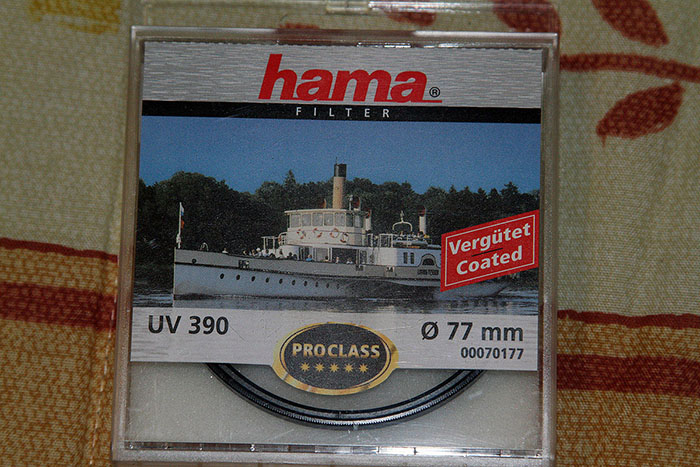 hama®
FILTER
Vergütet
Coated
UV 390
Ø 77 mm
PROCLASS
00070177